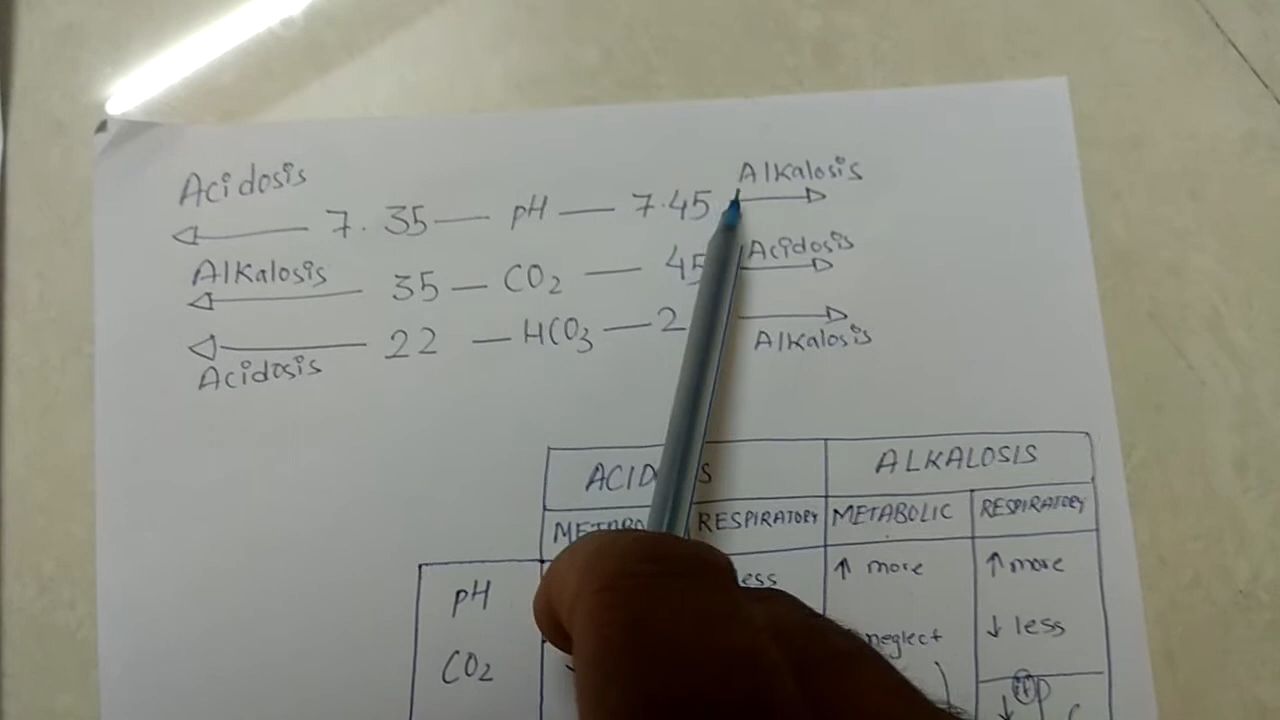 Acidosis Alkalosis
7.35 — pH — 7.45
Alkalosis Acidosis
35 — CO2 — 45
22 — HCO3 — 2
Acidosis Alkalosis
ALKALOSIS
RESPIRATORY METABOLIC RESPIRATORY
pH ↑ more ↑ more
CO2 neglect ↓ less